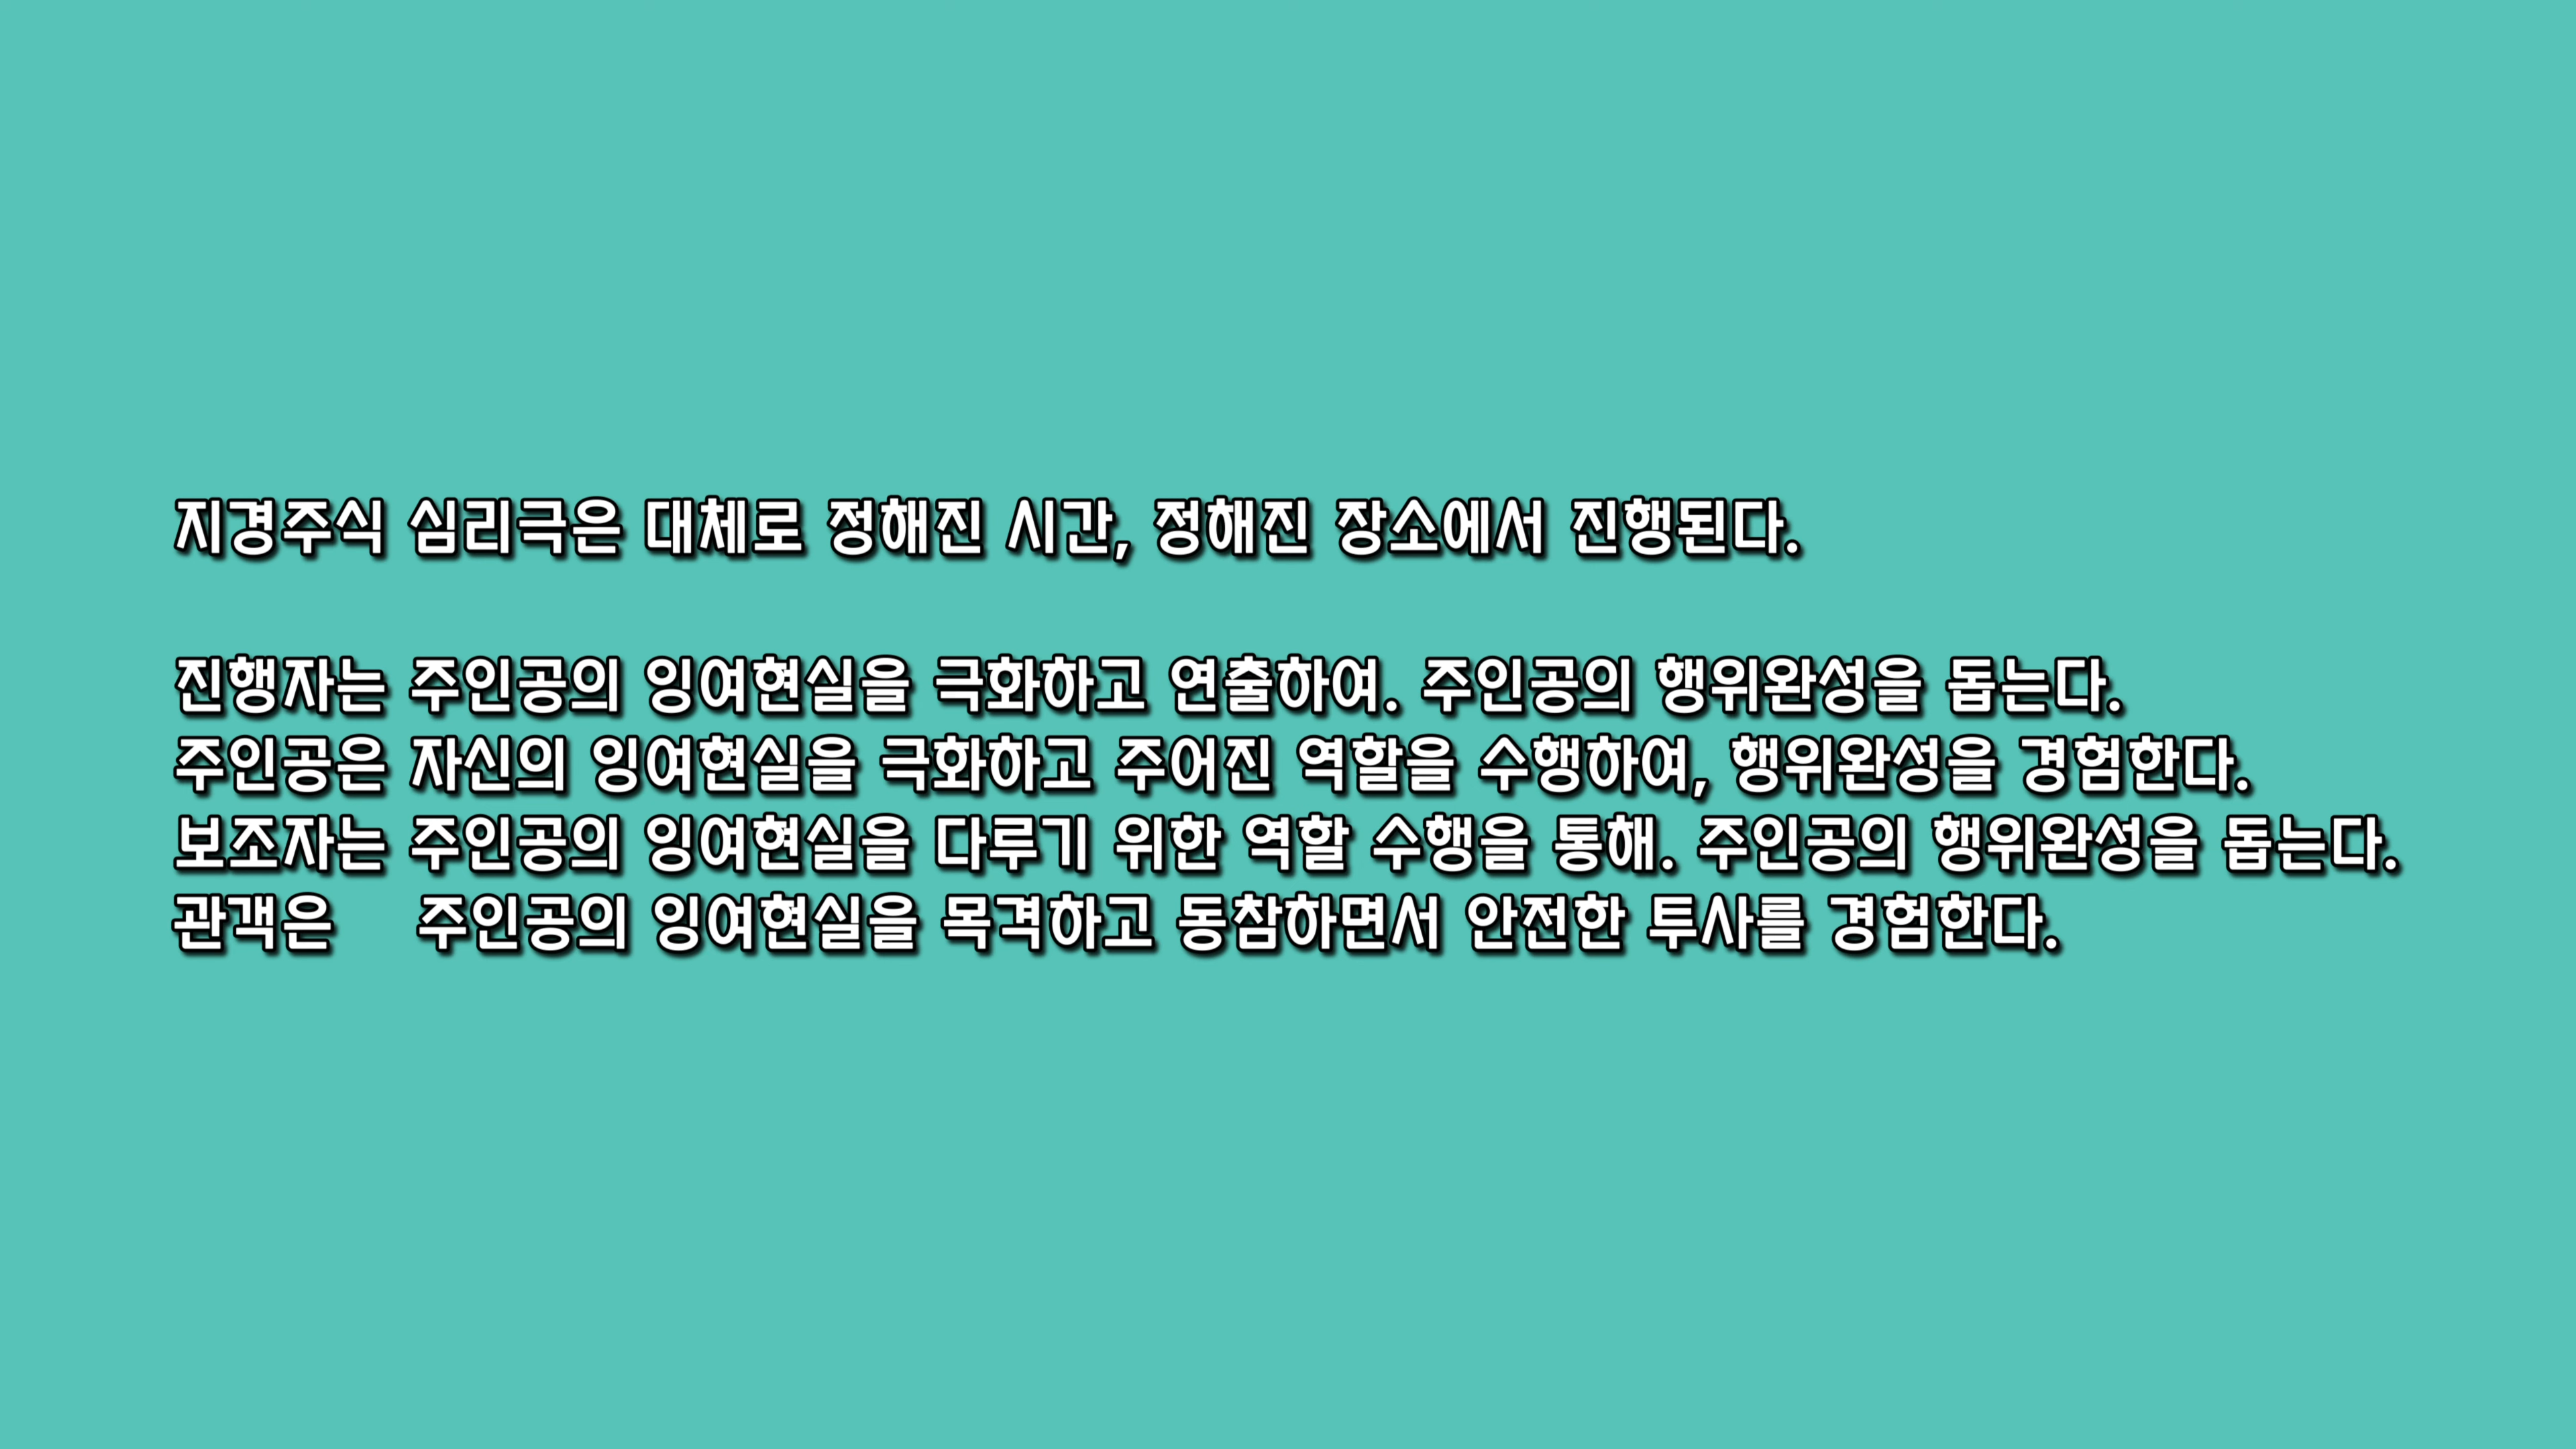 지경주식 심리극은 대체로 정해진 시간, 정해진 장소에서 진행된다.
진행자는 주인공의 잉여현실을 극화하고 연출하여. 주인공의 행위완성을 돕는다.
주인공은 자신의 잉여현실을 극화하고 주어진 역할을 수행하여, 행위완성을 경험한다.
보조자는 주인공의 잉여현실을 다루기 위한 역할 수행을 통해. 주인공의 행위완성을 돕는다.
관객은 주인공의 잉여현실을 목격하고 동참하면서 안전한 투사를 경험한다.